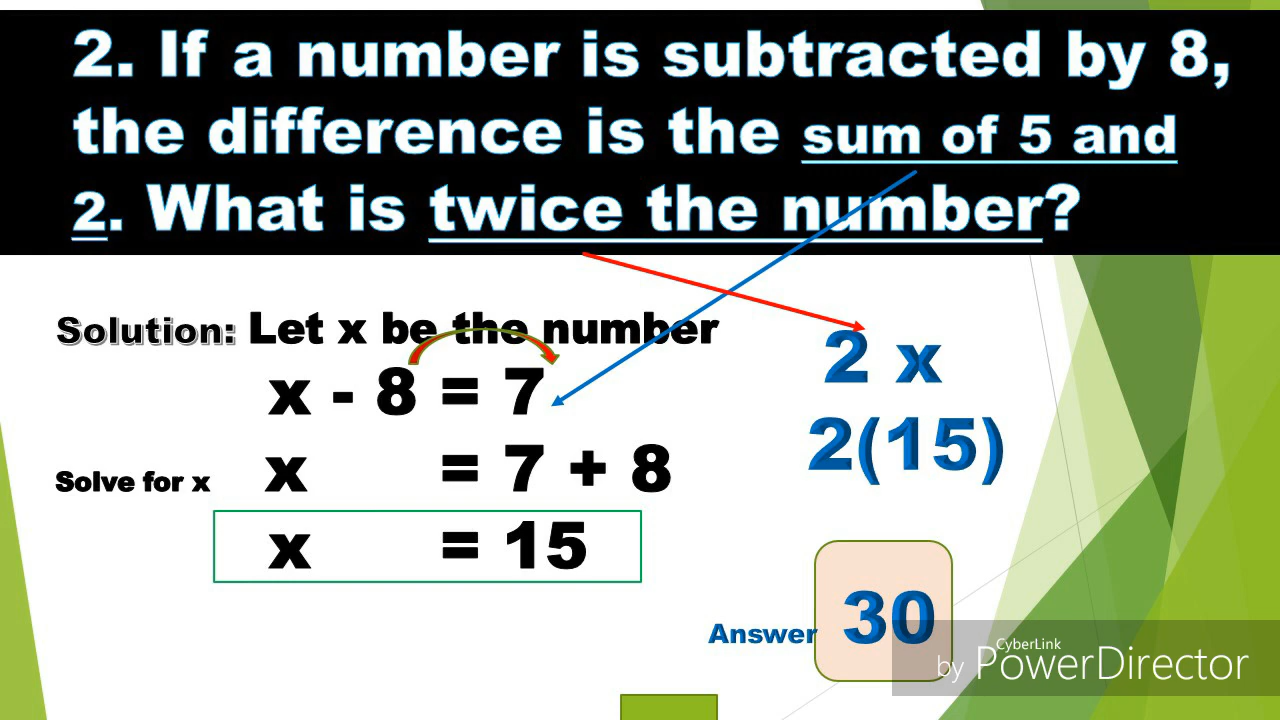 2. If a number is subtracted by 8,
the difference is the sum of 5 and
2. What is twice the number?
Solution: Let x be the number
x - 8 = 7
Solve for x x = 7 + 8
x = 15
2 x
2(15)
Answer 30
CyberLink
by PowerDirector